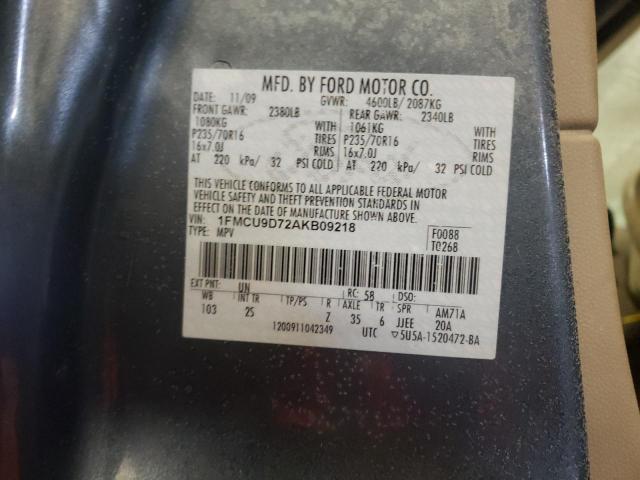 MFD. BY FORD MOTOR CO.
DATE: 11/09 GVWR: 4600LB/ 2087KG
FRONT GAWR: 2380LB REAR GAWR: 2340LB
1080KG WITH 1061KG WITH
P235/70R16 TIRES P235/70R16 TIRES
16x7.0J RIMS 16x7.0J RIMS
AT 220 kPa/ 32 PSI COLD AT 220 kPa/ 32 PSI COLD
THIS VEHICLE CONFORMS TO ALL APPLICABLE FEDERAL MOTOR
VEHICLE SAFETY AND THEFT PREVENTION STANDARDS IN
EFFECT ON THE DATE OF MANUFACTURE SHOWN ABOVE.
VIN: 1FMCU9D72AKB09218 F0088
TYPE: MPV T0268
EXT PNT: UN RC: 58 DSO:
WB INT TR TP/PS R AXLE TR SPR AM71A
103 2S Z 35 6 JJEE 20A
1200911042349 UTC ▽5U5A-1520472-BA